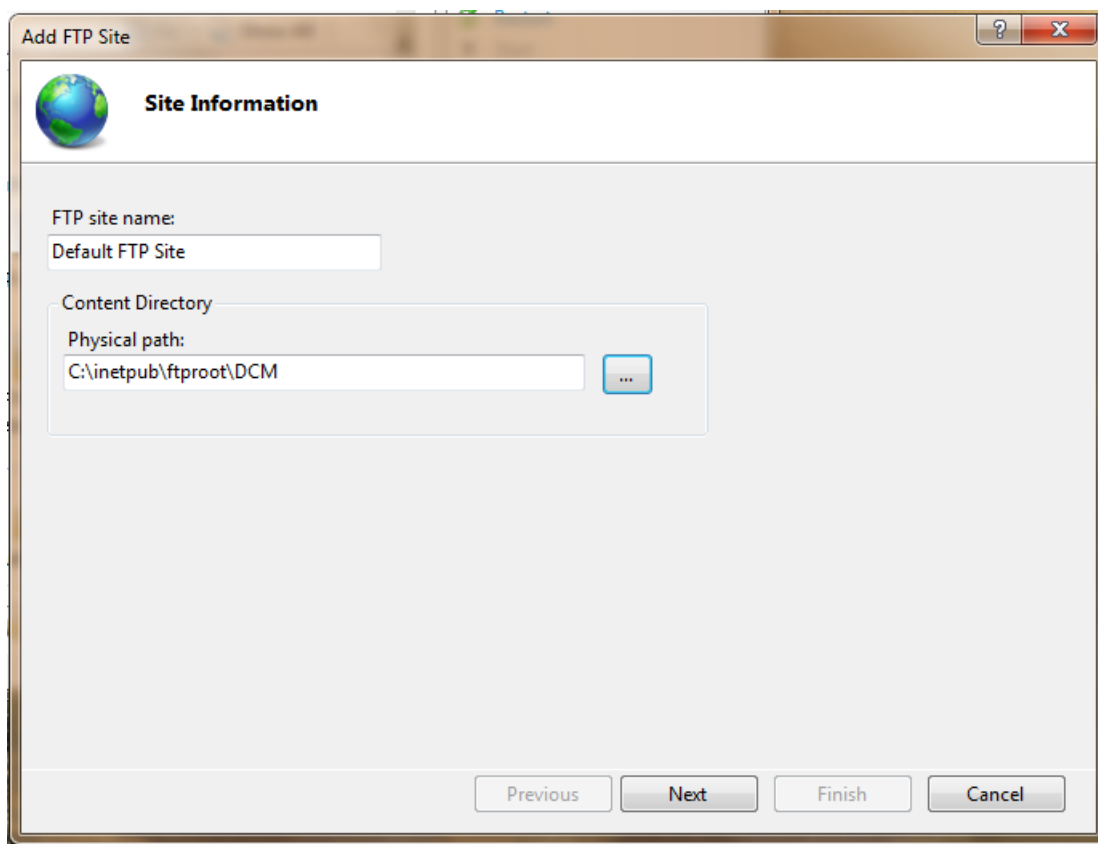 Add FTP Site
Site Information
FTP site name:
Default FTP Site
Content Directory
Physical path:
C:\inetpub\ftproot\DCM
...
Previous
Next
Finish
Cancel